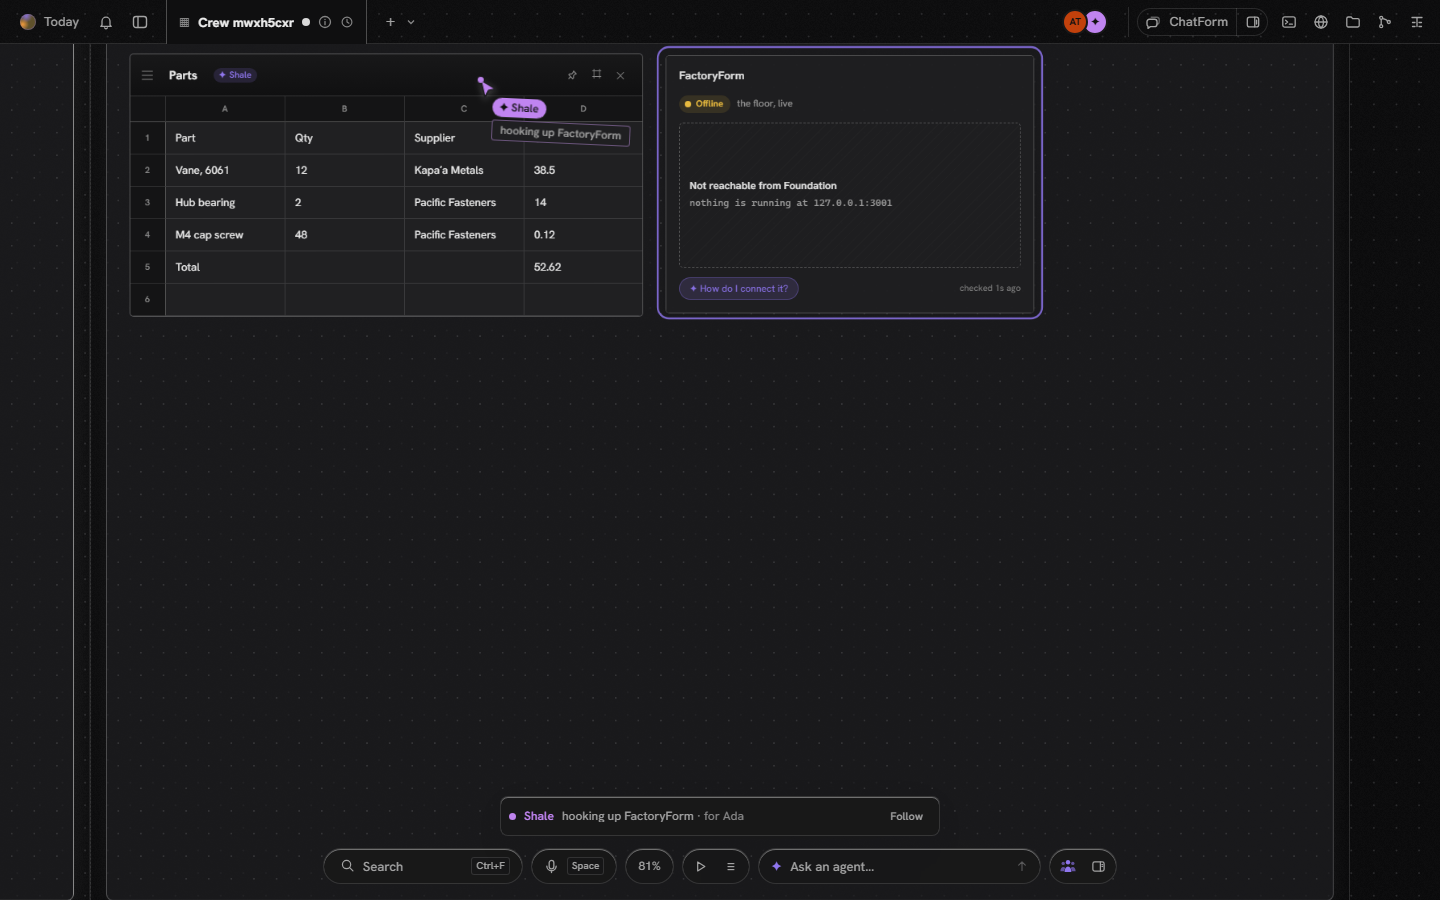 Today
Crew mwxh5cxr
AT
ChatForm
Parts
Shale
A B C D
1 Part Qty Supplier
2 Vane, 6061 12 Kapa'a Metals 38.5
3 Hub bearing 2 Pacific Fasteners 14
4 M4 cap screw 48 Pacific Fasteners 0.12
5 Total 52.62
6
Shale
hooking up FactoryForm
FactoryForm
Offline the floor, live
Not reachable from Foundation
nothing is running at 127.0.0.1:3001
How do I connect it? checked 1s ago
Shale hooking up FactoryForm · for Ada Follow
Search Ctrl+F Space 81% Ask an agent...